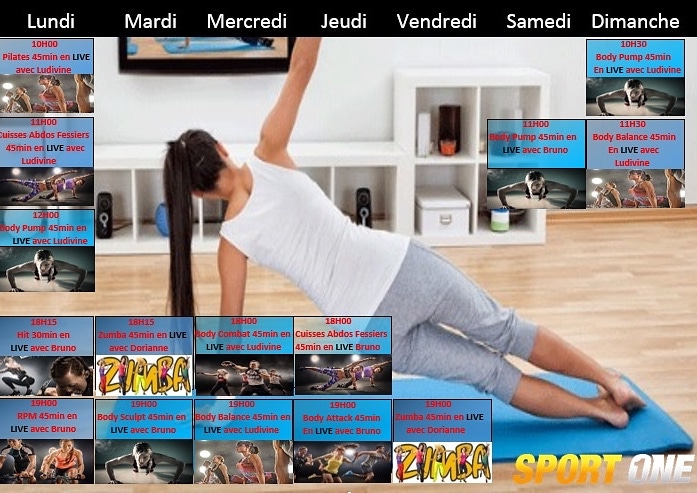 Lundi Mardi Mercredi Jeudi Vendredi Samedi Dimanche
10H00
Pilates 45min en LIVE
avec Ludivine
10H30
Body Pump 45min
En LIVE avec Ludivine
11H00
Cuisses Abdos Fessiers
45min en LIVE avec
Ludivine
11H00
Body Pump 45min en
LIVE avec Bruno
11H30
Body Balance 45min
En LIVE avec
Ludivine
12H00
Body Pump 45min en
LIVE avec Ludivine
18H15
Hit 30min en
LIVE avec Bruno
18H15
Zumba 45min en LIVE
avec Dorianne
ZUMBA
18H00
Body Combat 45min en
LIVE avec Ludivine
18H00
Cuisses Abdos Fessiers
45min en LIVE Bruno
19H00
RPM 45min en
LIVE avec Bruno
19H00
Body Sculpt 45min en
LIVE avec Bruno
19H00
Body Balance 45min en
LIVE avec Ludivine
19H00
Body Attack 45min
En LIVE avec Bruno
19H00
Zumba 45min en LIVE
avec Dorianne
ZUMBA
SPORT ONE